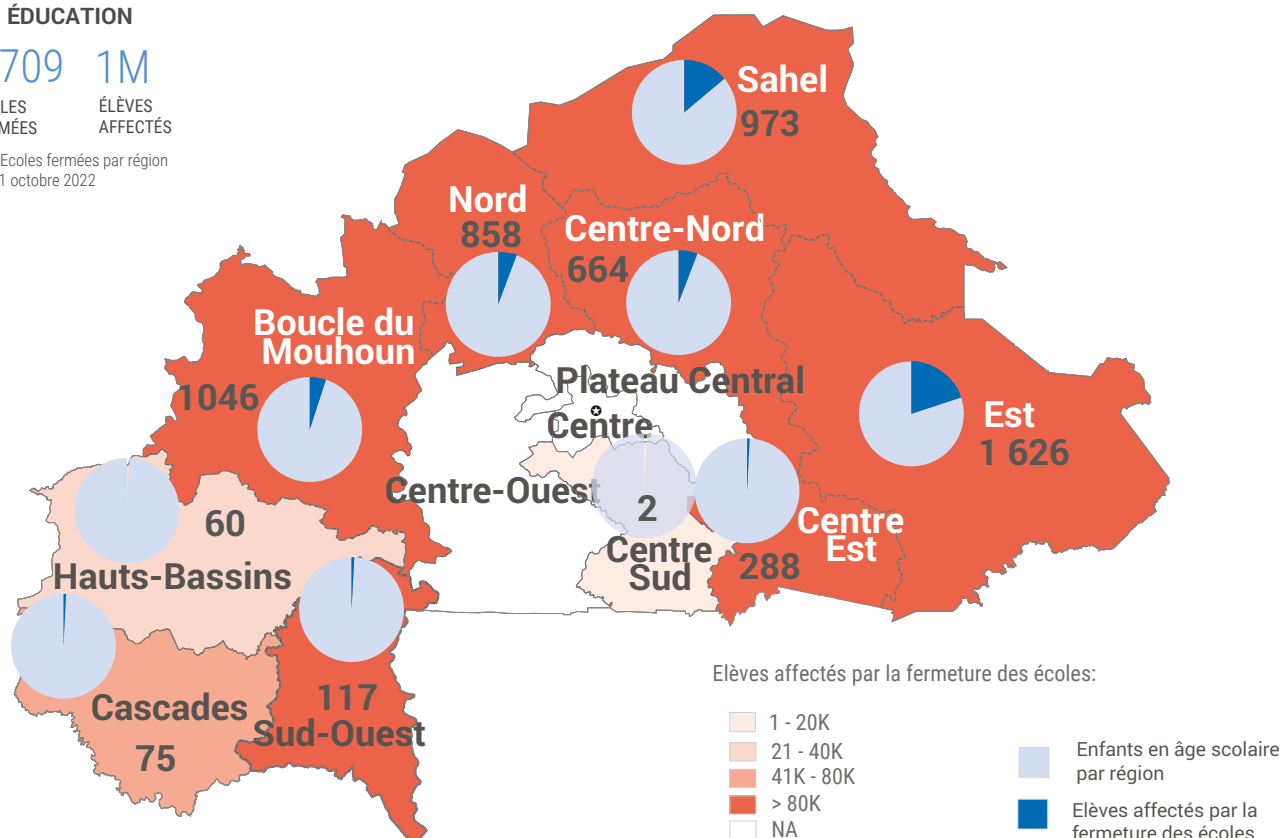 ÉDUCATION
709 1M
LES ÉLÈVES
MÉES AFFECTÉS
Ecoles fermées par région
1 octobre 2022
Sahel
973
Nord
858
Centre-Nord
664
Boucle du
Mouhoun
1046
Plateau Central
Centre
Est
1 626
Centre-Ouest
2
Centre
Sud
Centre
Est
288
60
Hauts-Bassins
117
Sud-Ouest
Cascades
75
Elèves affectés par la fermeture des écoles:
1 - 20K
21 - 40K
41K - 80K
> 80K
NA
Enfants en âge scolaire
par région
Elèves affectés par la
fermeture des écoles